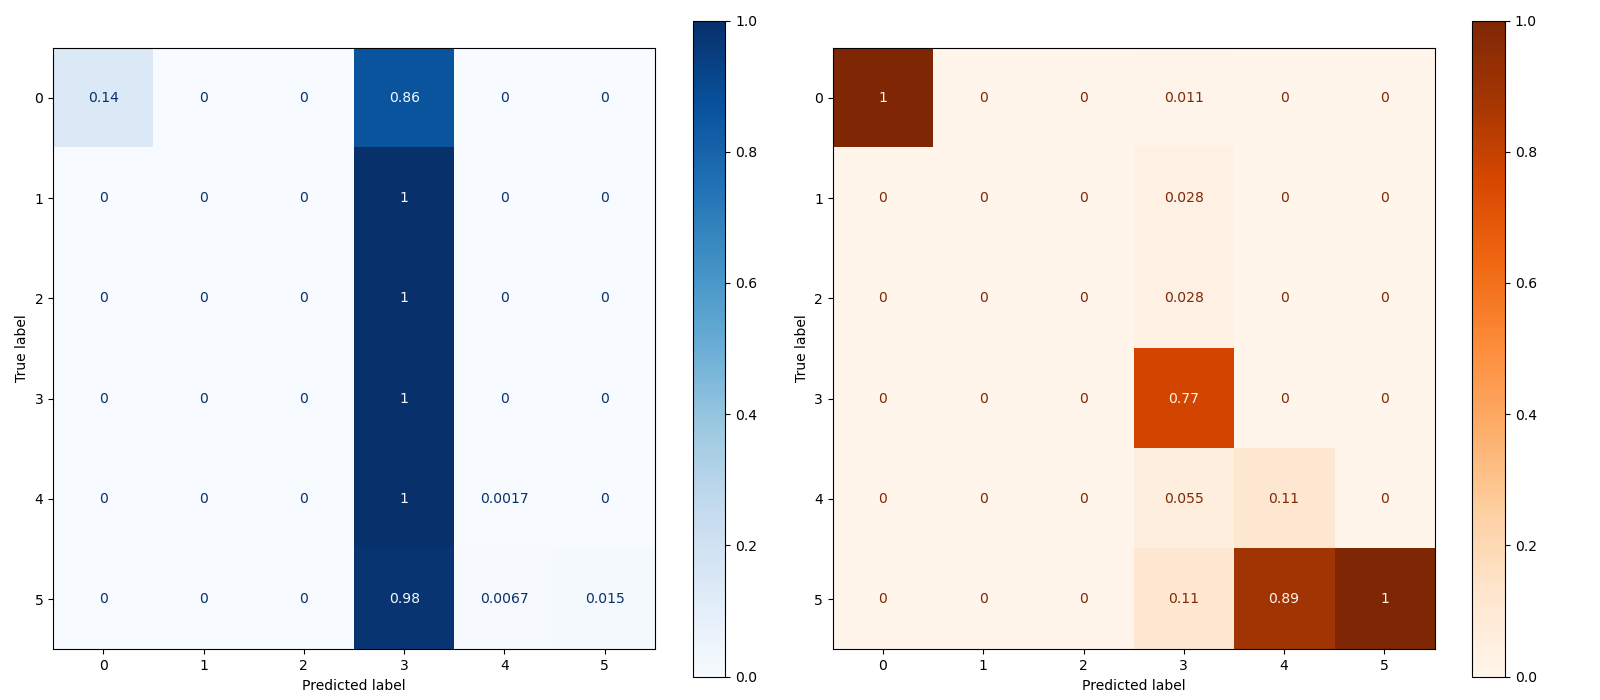 1.0
0 0.14 0 0 0.86 0 0
0.8
1 0 0 0 1 0 0
2 0 0 0 1 0 0
0.6
True label
3 0 0 0 1 0 0
0.4
4 0 0 0 1 0.0017 0
0.2
5 0 0 0 0.98 0.0067 0.015
0 1 2 3 4 5
0.0
Predicted label
1.0
0 1 0 0 0.011 0 0
0.8
1 0 0 0 0.028 0 0
2 0 0 0 0.028 0 0
0.6
True label
3 0 0 0 0.77 0 0
0.4
4 0 0 0 0.055 0.11 0
0.2
5 0 0 0 0.11 0.89 1
0 1 2 3 4 5
0.0
Predicted label